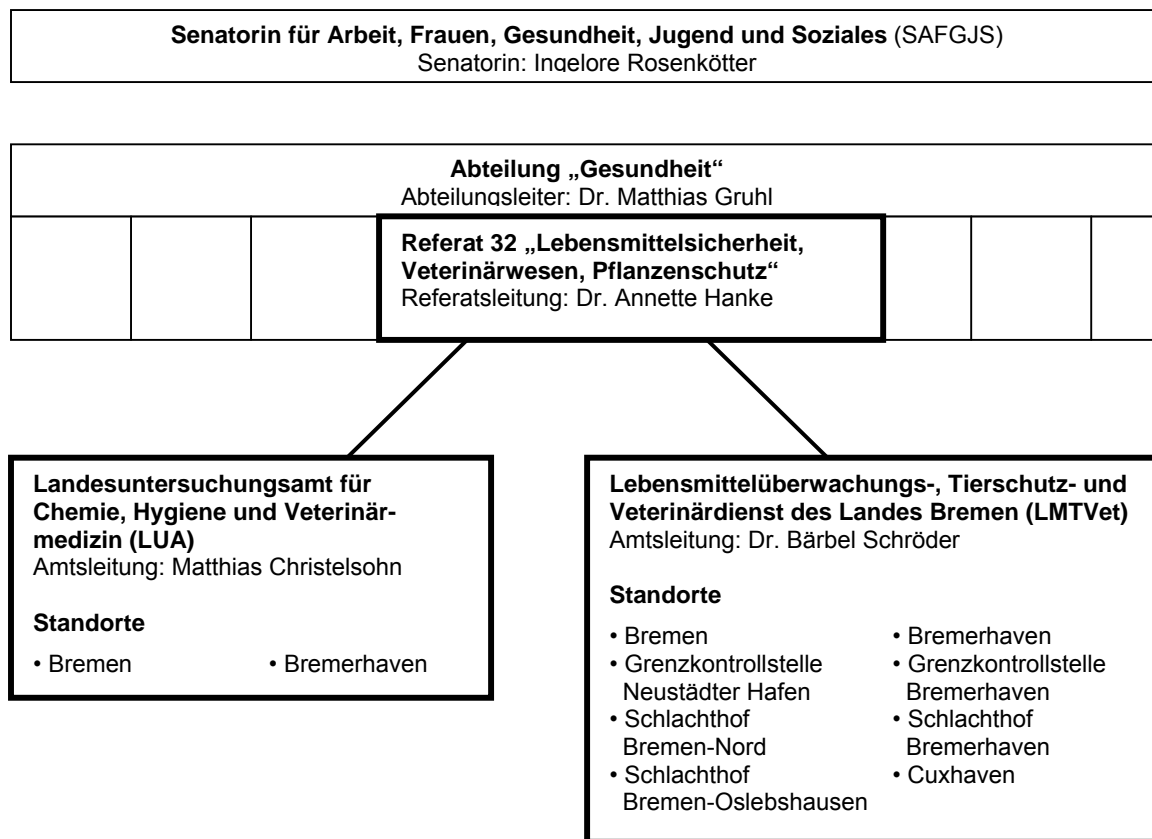 Senatorin für Arbeit, Frauen, Gesundheit, Jugend und Soziales (SAFGJS)
Senatorin: Ingelore Rosenkötter
Abteilung „Gesundheit“
Abteilungsleiter: Dr. Matthias Gruhl
Referat 32 „Lebensmittelsicherheit,
Veterinärwesen, Pflanzenschutz“
Referatsleitung: Dr. Annette Hanke
Landesuntersuchungsamt für
Chemie, Hygiene und Veterinär-
medizin (LUA)
Amtsleitung: Matthias Christelsohn
Standorte
• Bremen
• Bremerhaven
Lebensmittelüberwachungs-, Tierschutz- und
Veterinärdienst des Landes Bremen (LMTVet)
Amtsleitung: Dr. Bärbel Schröder
Standorte
• Bremen
• Grenzkontrollstelle
Neustädter Hafen
• Schlachthof
Bremen-Nord
• Schlachthof
Bremen-Oslebshausen
• Bremerhaven
• Grenzkontrollstelle
Bremerhaven
• Schlachthof
Bremerhaven
• Cuxhaven